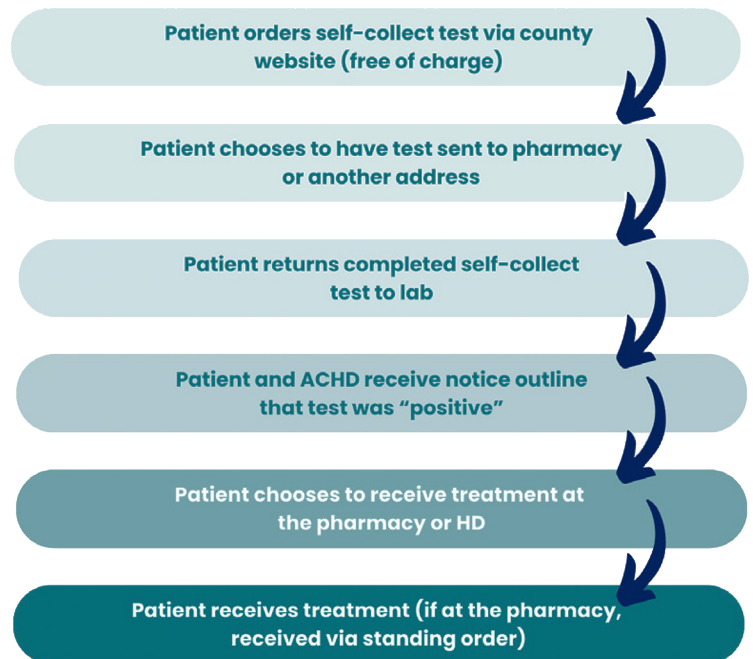 Patient orders self-collect test via county
website (free of charge)
Patient chooses to have test sent to pharmacy
or another address
Patient returns completed self-collect
test to lab
Patient and ACHD receive notice outline
that test was “positive”
Patient chooses to receive treatment at
the pharmacy or HD
Patient receives treatment (if at the pharmacy,
received via standing order)